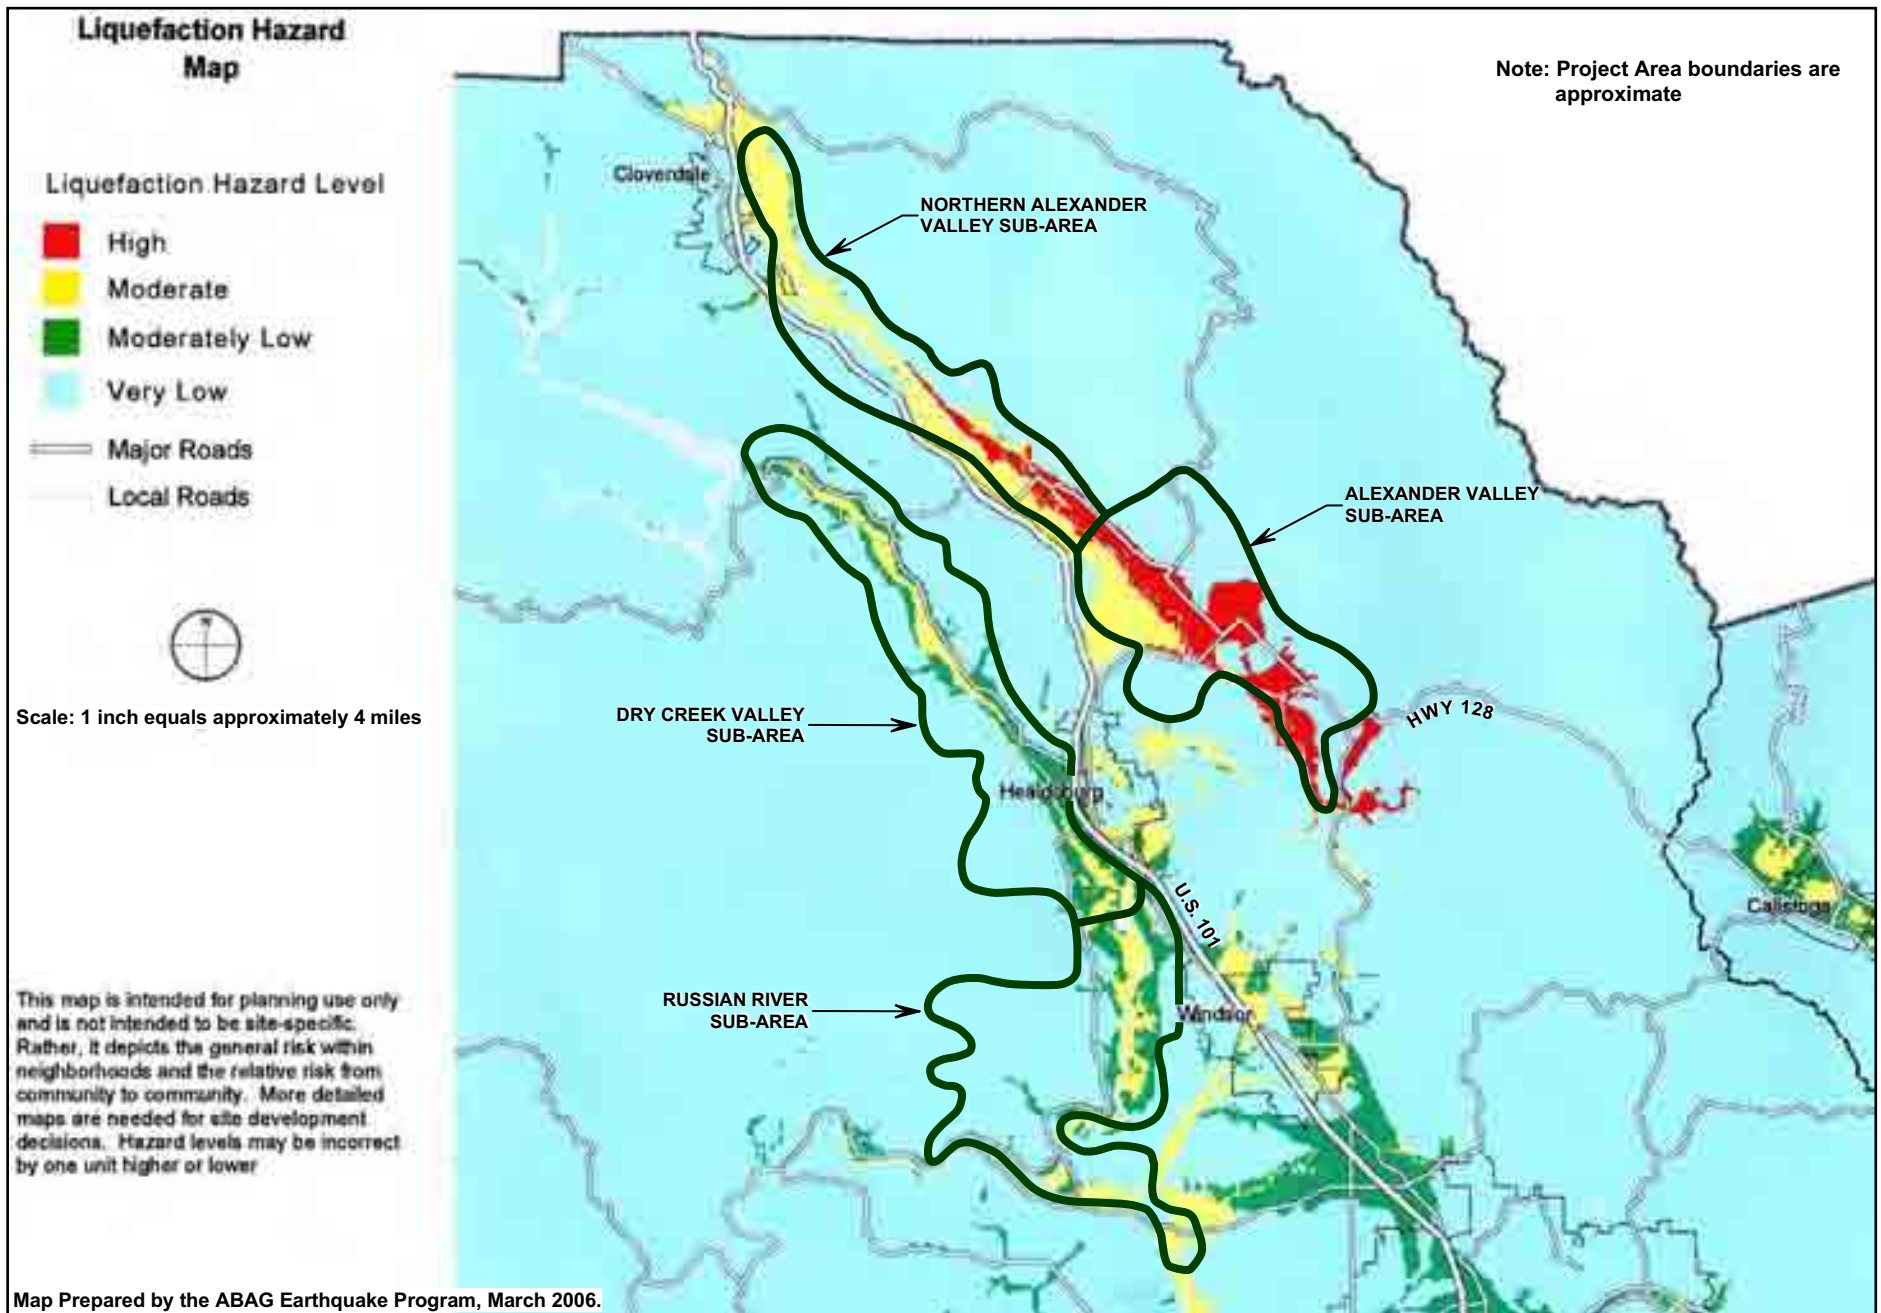 Liquefaction Hazard
Map
Note: Project Area boundaries are
approximate
Liquefaction Hazard Level
High
Moderate
Moderately Low
Very Low
Major Roads
Local Roads
N
Scale: 1 inch equals approximately 4 miles
This map is intended for planning use only
and is not intended to be site-specific.
Rather, it depicts the general risk within
neighborhoods and the relative risk from
community to community. More detailed
maps are needed for site development
decisions. Hazard levels may be incorrect
by one unit higher or lower
Map Prepared by the ABAG Earthquake Program, March 2006.
Cloverdale
NORTHERN ALEXANDER
VALLEY SUB-AREA
ALEXANDER VALLEY
SUB-AREA
DRY CREEK VALLEY
SUB-AREA
HWY 128
Healdsburg
U.S. 101
Calistoga
RUSSIAN RIVER
SUB-AREA
Windsor